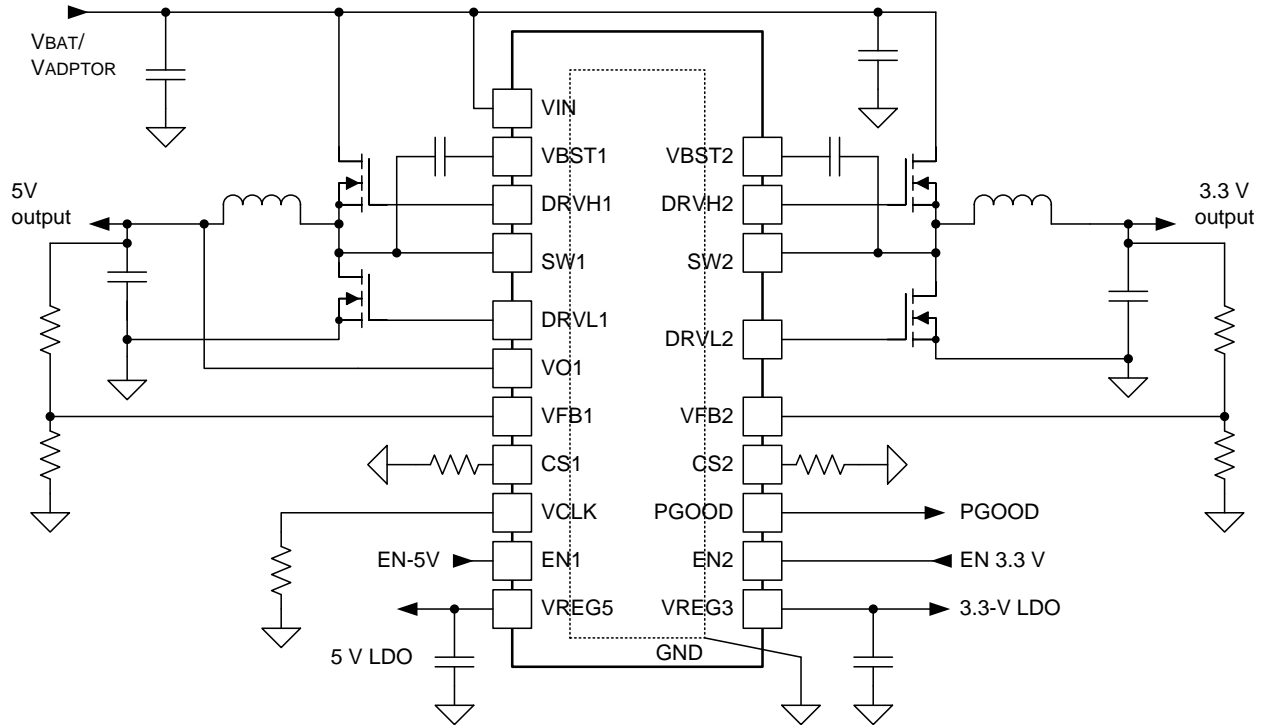 VBAT/
VADPTOR
VIN
VBST1
VBST2
5V
output
DRVH1
DRVH2
3.3 V
output
SW1
SW2
DRVL1
DRVL2
VO1
VFB1
VFB2
CS1
CS2
VCLK
PGOOD
PGOOD
EN-5V
EN1
EN2
EN 3.3 V
VREG5
VREG3
3.3-V LDO
5 V LDO
GND